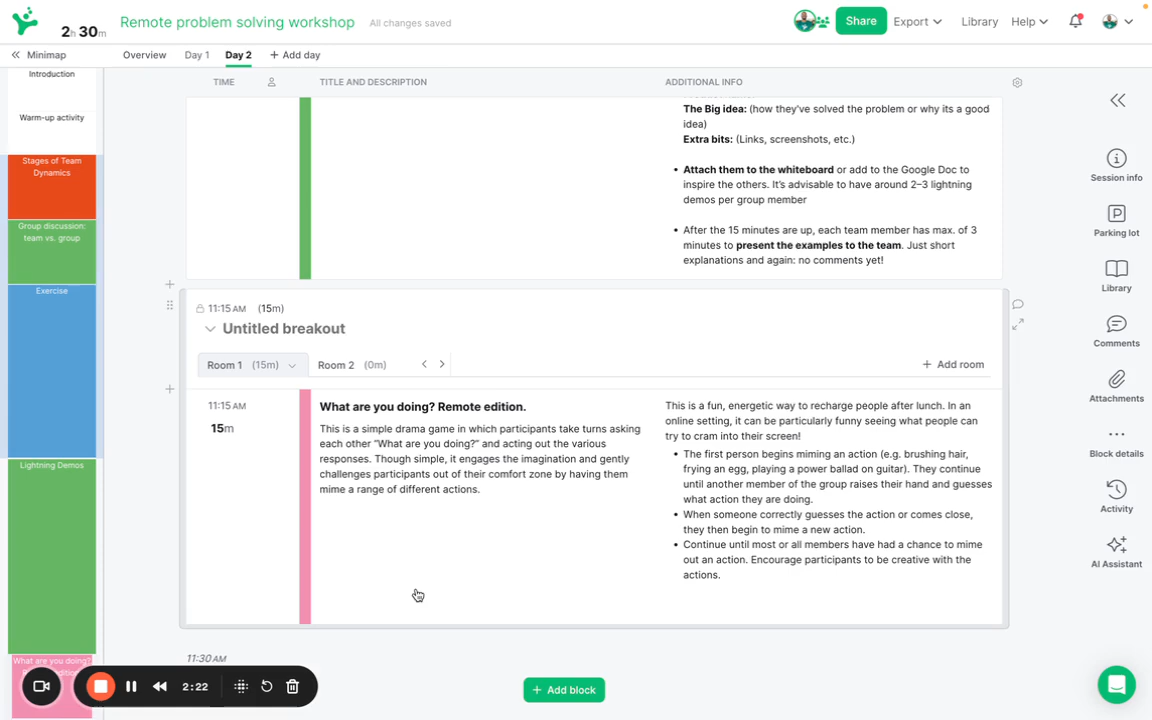 2h 30m
Remote problem solving workshop
All changes saved
Share
Export
Library
Help
Minimap
Overview
Day 1
Day 2
+ Add day
Introduction
Warm-up activity
Stages of Team
Dynamics
Group discussion:
team vs. group
Exercise
Lightning Demos
What are you doing?
TIME
TITLE AND DESCRIPTION
ADDITIONAL INFO
The Big idea: (how they've solved the problem or why its a good
idea)
Extra bits: (Links, screenshots, etc.)
• Attach them to the whiteboard or add to the Google Doc to
inspire the others. It's advisable to have around 2–3 lightning
demos per group member
• After the 15 minutes are up, each team member has max. of 3
minutes to present the examples to the team. Just short
explanations and again: no comments yet!
11:15 AM (15m)
Untitled breakout
Room 1 (15m)
Room 2 (0m)
+ Add room
11:15 AM
15m
What are you doing? Remote edition.
This is a simple drama game in which participants take turns asking
each other "What are you doing?" and acting out the various
responses. Though simple, it engages the imagination and gently
challenges participants out of their comfort zone by having them
mime a range of different actions.
This is a fun, energetic way to recharge people after lunch. In an
online setting, it can be particularly funny seeing what people can
try to cram into their screen!
• The first person begins miming an action (e.g. brushing hair,
frying an egg, playing a power ballad on guitar). They continue
until another member of the group raises their hand and guesses
what action they are doing.
• When someone correctly guesses the action or comes close,
they then begin to mime a new action.
• Continue until most or all members have had a chance to mime
out an action. Encourage participants to be creative with the
actions.
11:30 AM
+ Add block
Session info
Parking lot
Library
Comments
Attachments
Block details
Activity
AI Assistant
2:22